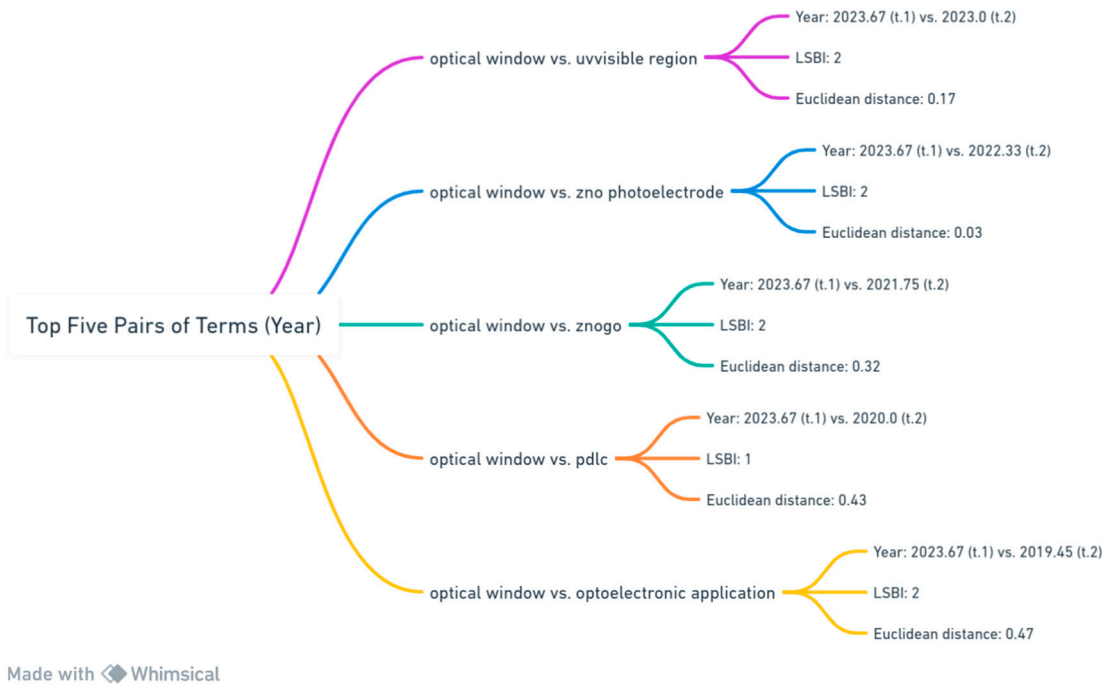 Top Five Pairs of Terms (Year)
optical window vs. uvvisible region
Year: 2023.67 (t.1) vs. 2023.0 (t.2)
LSBI: 2
Euclidean distance: 0.17
optical window vs. zno photoelectrode
Year: 2023.67 (t.1) vs. 2022.33 (t.2)
LSBI: 2
Euclidean distance: 0.03
optical window vs. znogo
Year: 2023.67 (t.1) vs. 2021.75 (t.2)
LSBI: 2
Euclidean distance: 0.32
optical window vs. pdlc
Year: 2023.67 (t.1) vs. 2020.0 (t.2)
LSBI: 1
Euclidean distance: 0.43
optical window vs. optoelectronic application
Year: 2023.67 (t.1) vs. 2019.45 (t.2)
LSBI: 2
Euclidean distance: 0.47
Made with Whimsical